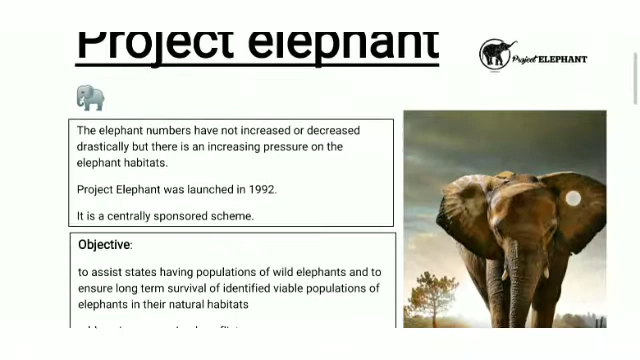 Project elephant
Project ELEPHANT
The elephant numbers have not increased or decreased
drastically but there is an increasing pressure on the
elephant habitats.
Project Elephant was launched in 1992.
It is a centrally sponsored scheme.
Objective:
to assist states having populations of wild elephants and to
ensure long term survival of identified viable populations of
elephants in their natural habitats